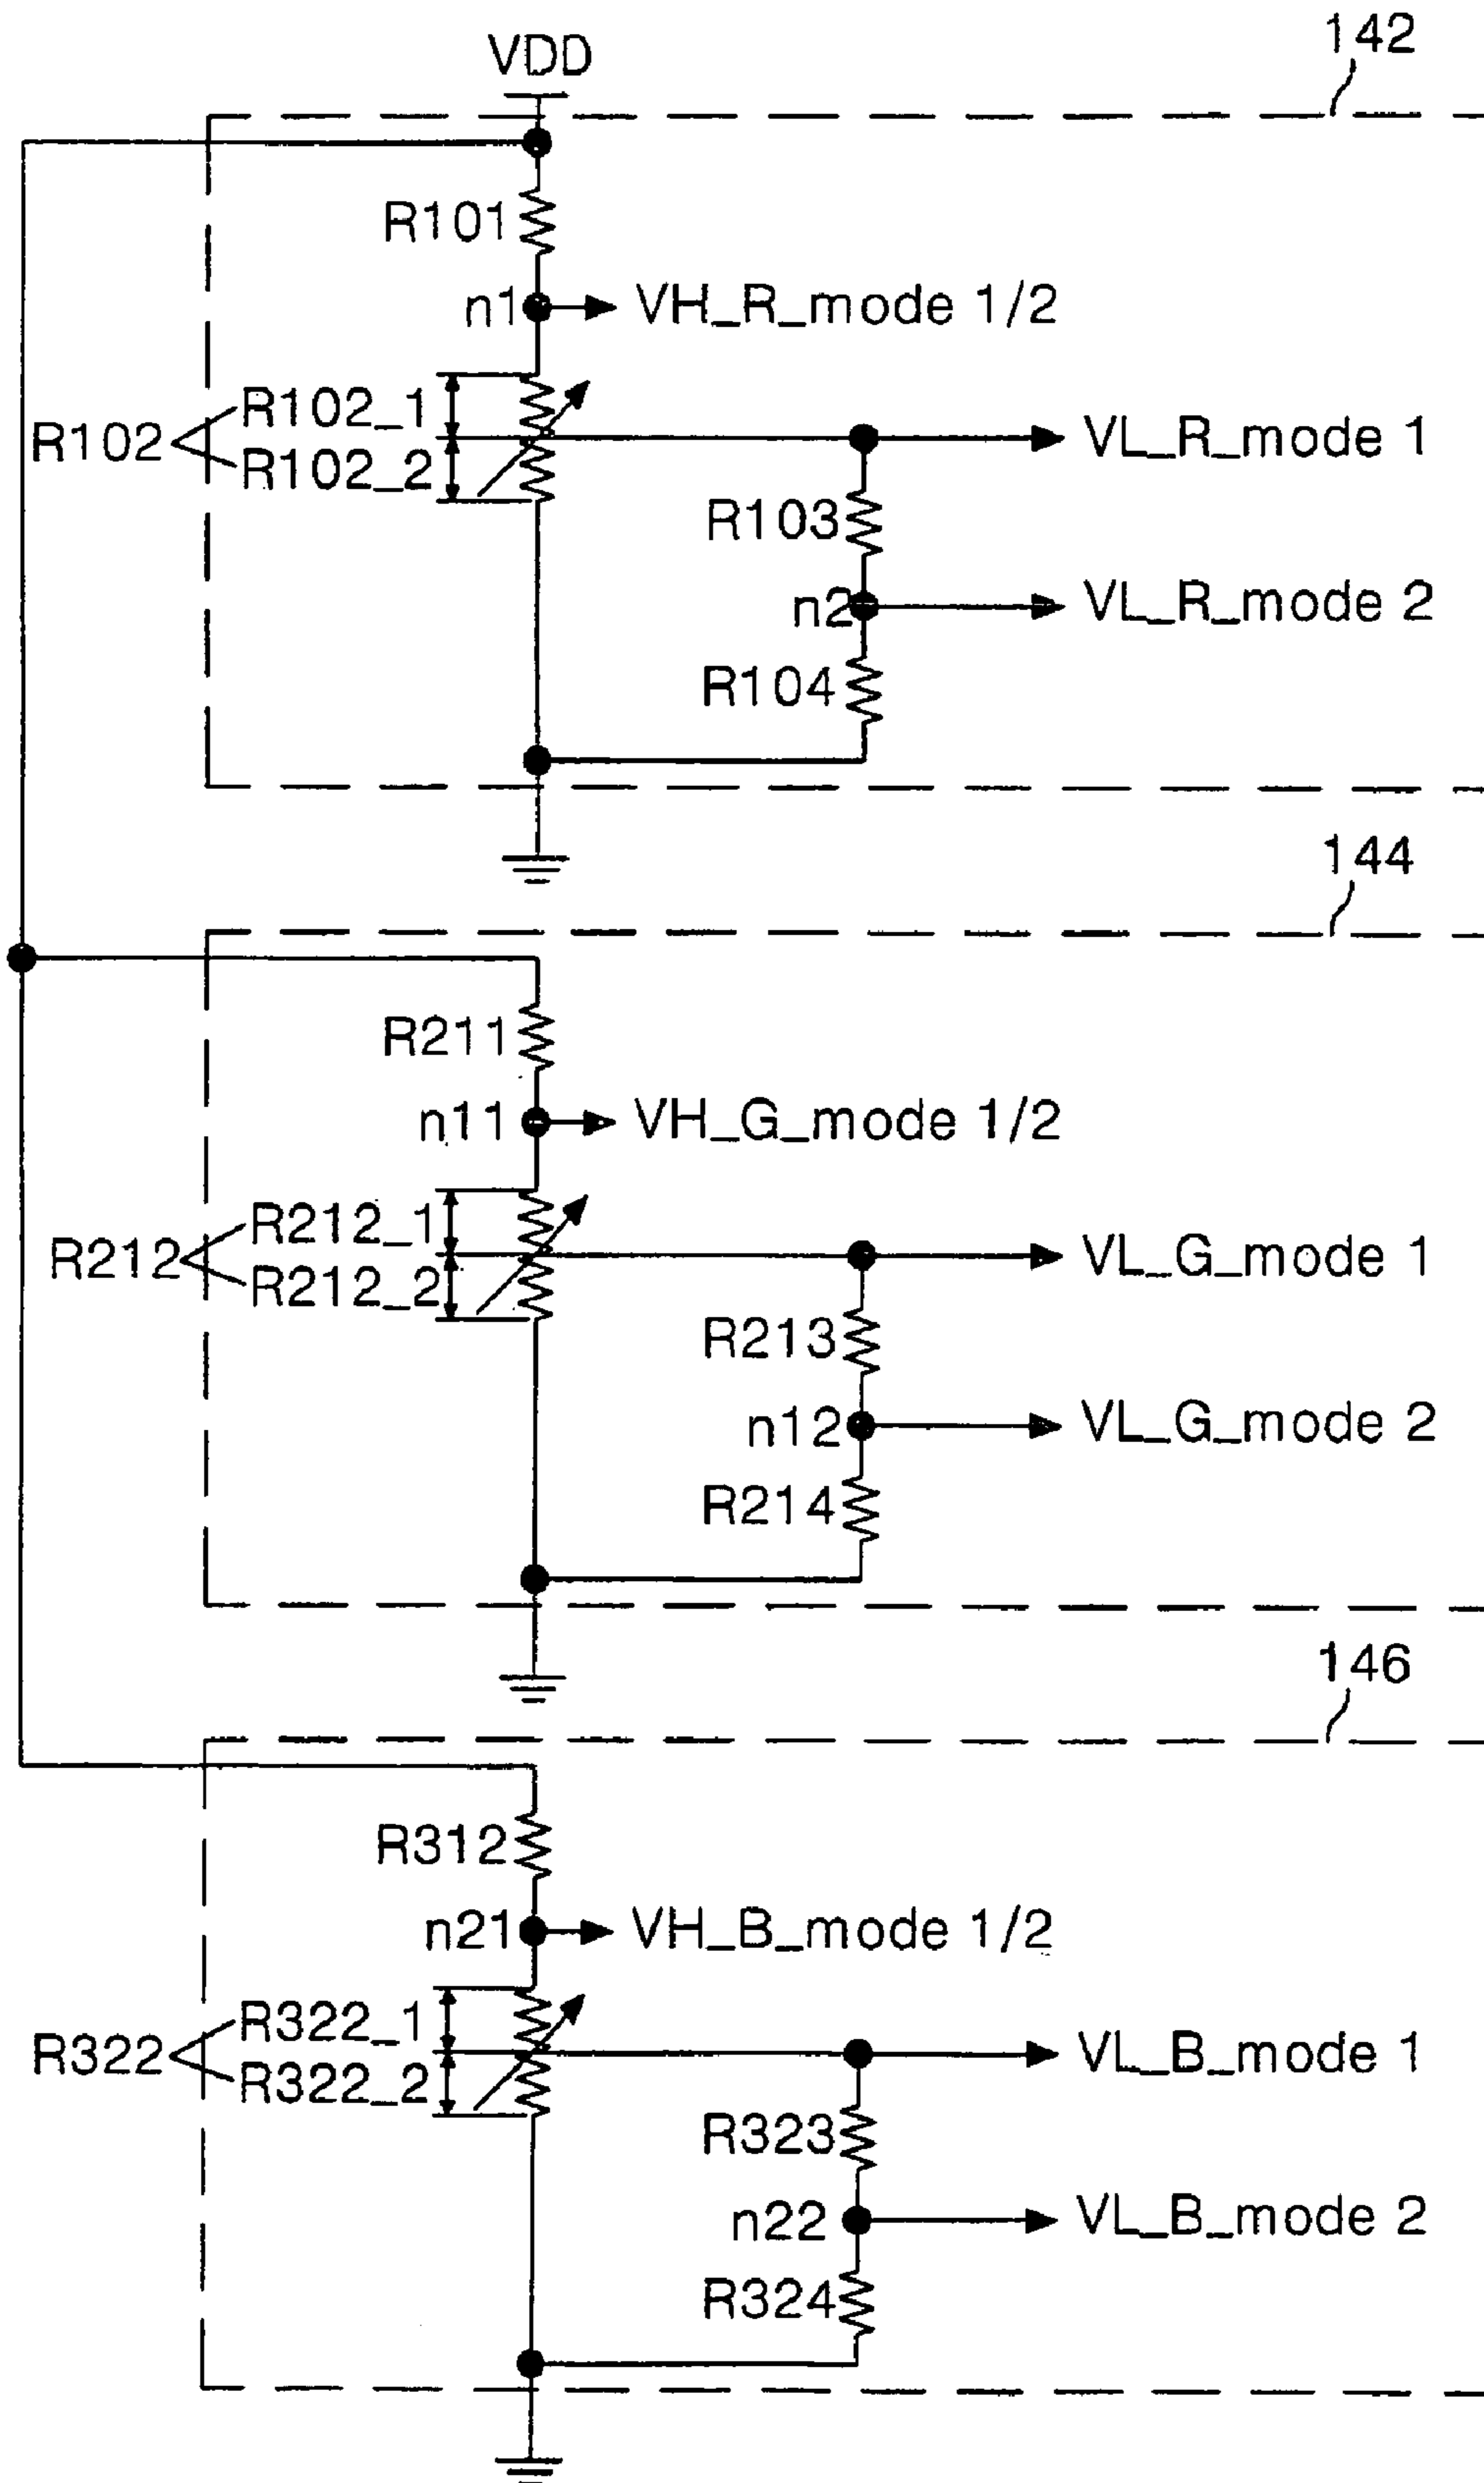 142
VDD
R101
n1
VH_R_mode 1/2
R102
R102_1
R102_2
VL_R_mode 1
R103
n2
VL_R_mode 2
R104
144
R211
n11
VH_G_mode 1/2
R212
R212_1
R212_2
VL_G_mode 1
R213
n12
VL_G_mode 2
R214
146
R312
n21
VH_B_mode 1/2
R322
R322_1
R322_2
VL_B_mode 1
R323
n22
VL_B_mode 2
R324